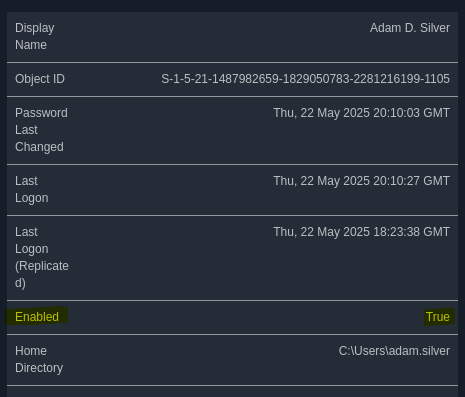 Display
Name
Adam D. Silver
Object ID
S-1-5-21-1487982659-1829050783-2281216199-1105
Password
Last
Changed
Thu, 22 May 2025 20:10:03 GMT
Last
Logon
Thu, 22 May 2025 20:10:27 GMT
Last
Logon
(Replicate
d)
Thu, 22 May 2025 18:23:38 GMT
Enabled
True
Home
Directory
C:\Users\adam.silver